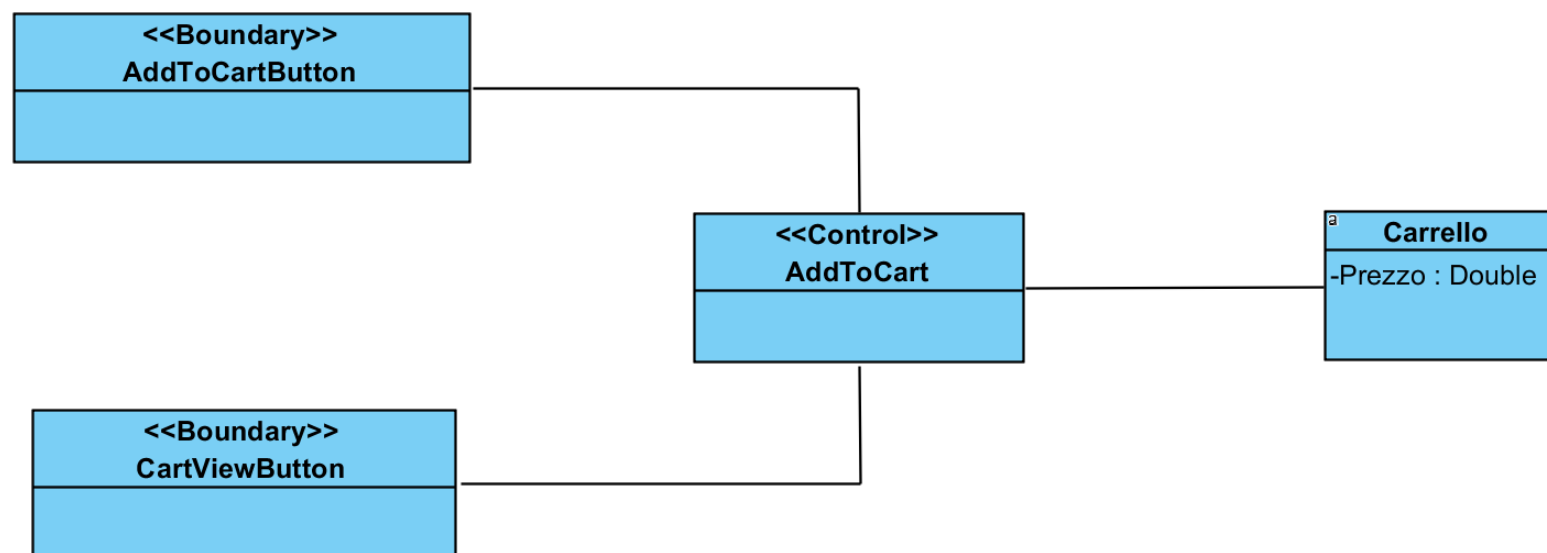 <<Boundary>>
AddToCartButton
<<Control>>
AddToCart
a
Carrello
-Prezzo : Double
<<Boundary>>
CartViewButton